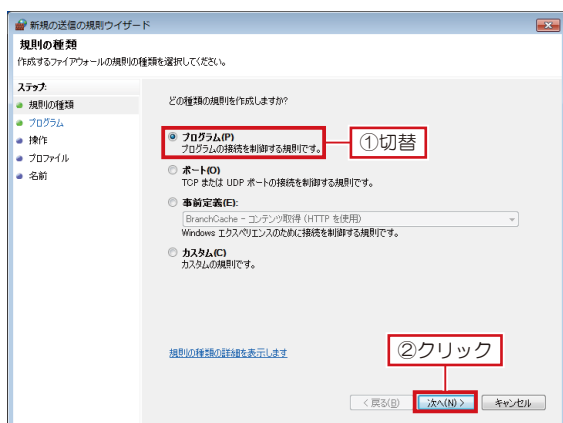 新規の送信の規則ウィザード
規則の種類
作成するファイアウォールの規則の種類を選択してください。
ステップ:
規則の種類
プログラム
操作
プロファイル
名前
どの種類の規則を作成しますか?
プログラム(P)
プログラムの接続を制御する規則です。
①切替
ポート(O)
TCP または UDP ポートの接続を制御する規則です。
事前定義(E):
BranchCache - コンテンツ取得 (HTTP を使用)
Windows エクスペリエンスのために接続を制御する規則です。
カスタム(C)
カスタムの規則です。
規則の種類の詳細を表示します
②クリック
< 戻る(B) 次へ(N) > キャンセル